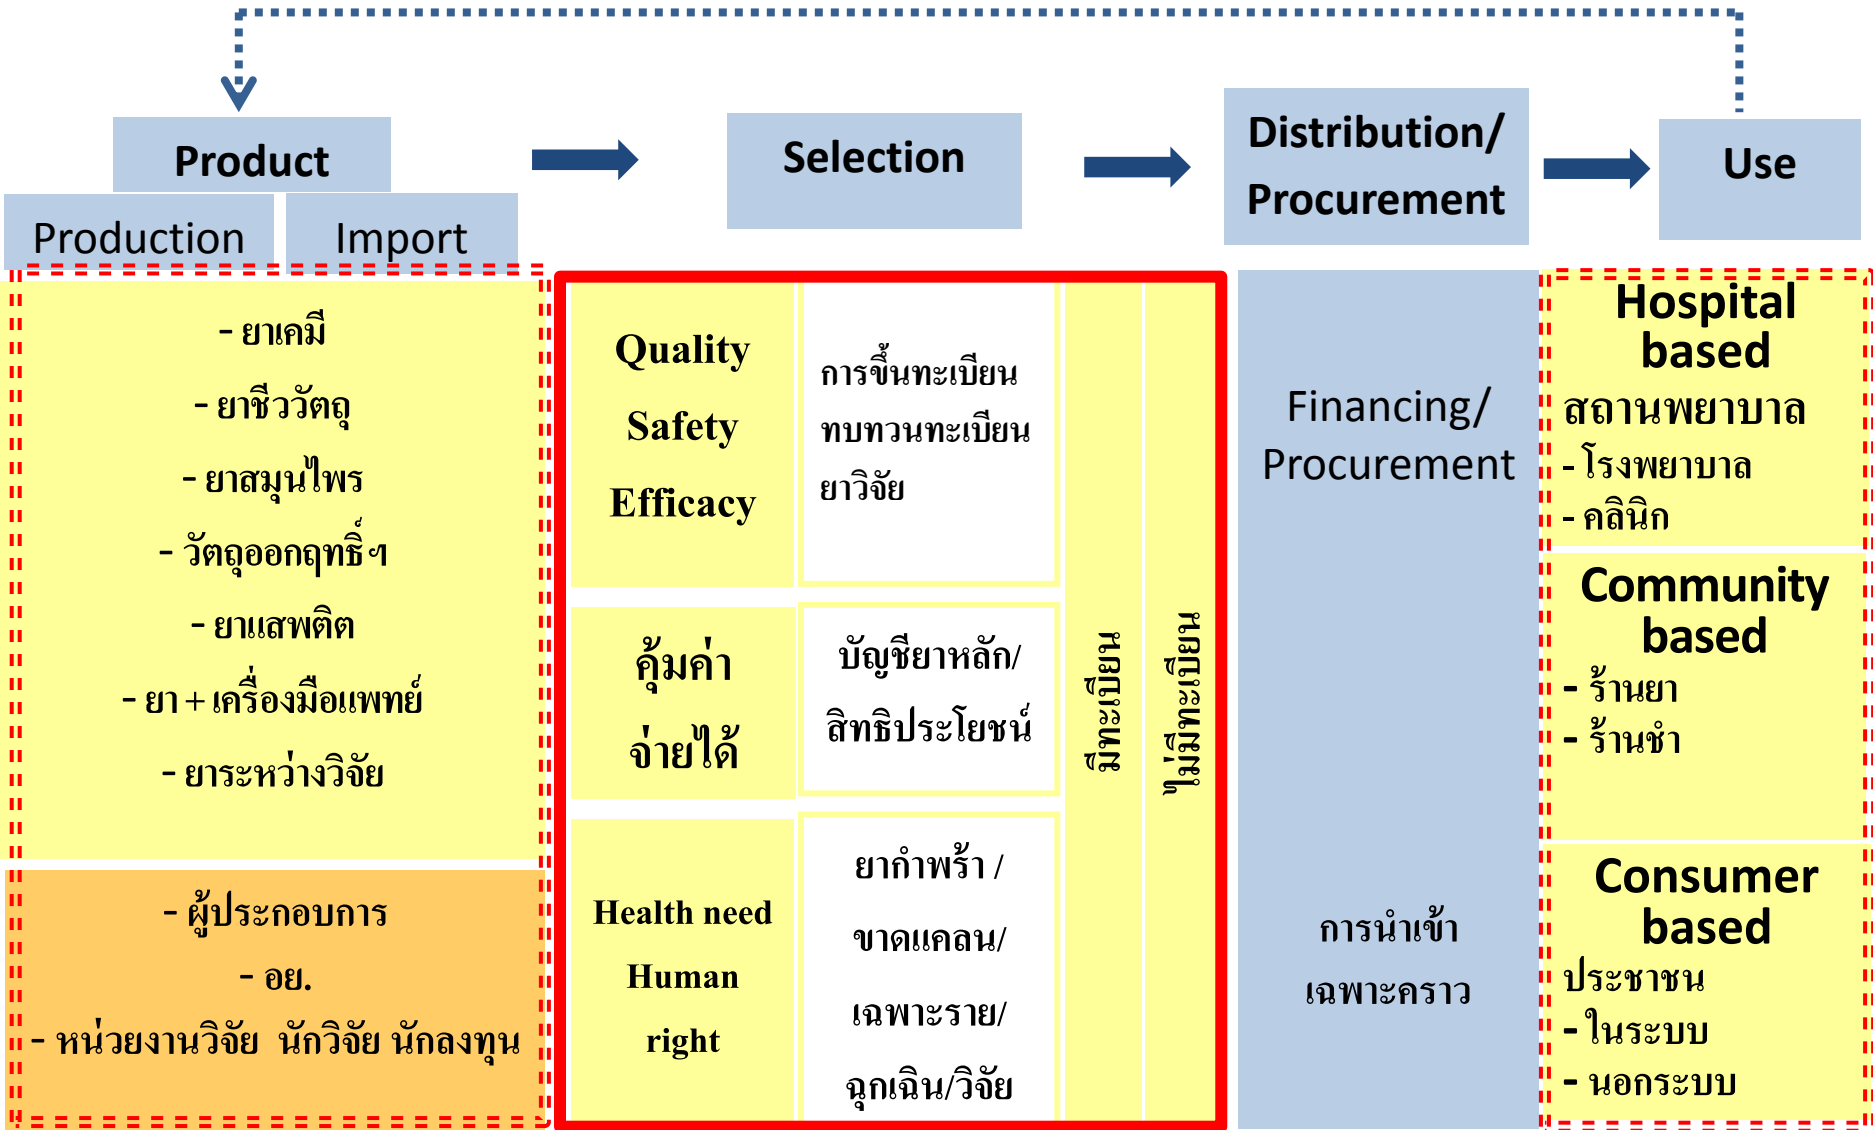 Product
Production
Import
Selection
Distribution/
Procurement
Use
- ยาเคมี
- ยาชีววัตถุ
- ยาสมุนไพร
- วัตถุออกฤทธิ์ฯ
- ยาแสพติต
- ยา + เครื่องมือแพทย์
- ยาระหว่างวิจัย
- ผู้ประกอบการ
- อย.
- หน่วยงานวิจัย นักวิจัย นักลงทุน
Quality
Safety
Efficacy
การขึ้นทะเบียน
ทบทวนทะเบียน
ยาวิจัย
คุ้มค่า
จ่ายได้
บัญชียาหลัก/
สิทธิประโยชน์
Health need
Human
right
ยากำพร้า /
ขาดแคลน/
เฉพาะราย/
ฉุกเฉิน/วิจัย
มีทะเบียน
ไม่มีทะเบียน
Financing/
Procurement
การนำเข้า
เฉพาะคราว
Hospital
based
สถานพยาบาล
- โรงพยาบาล
- คลินิก
Community
based
- ร้านยา
- ร้านชำ
Consumer
based
ประชาชน
- ในระบบ
- นอกระบบ